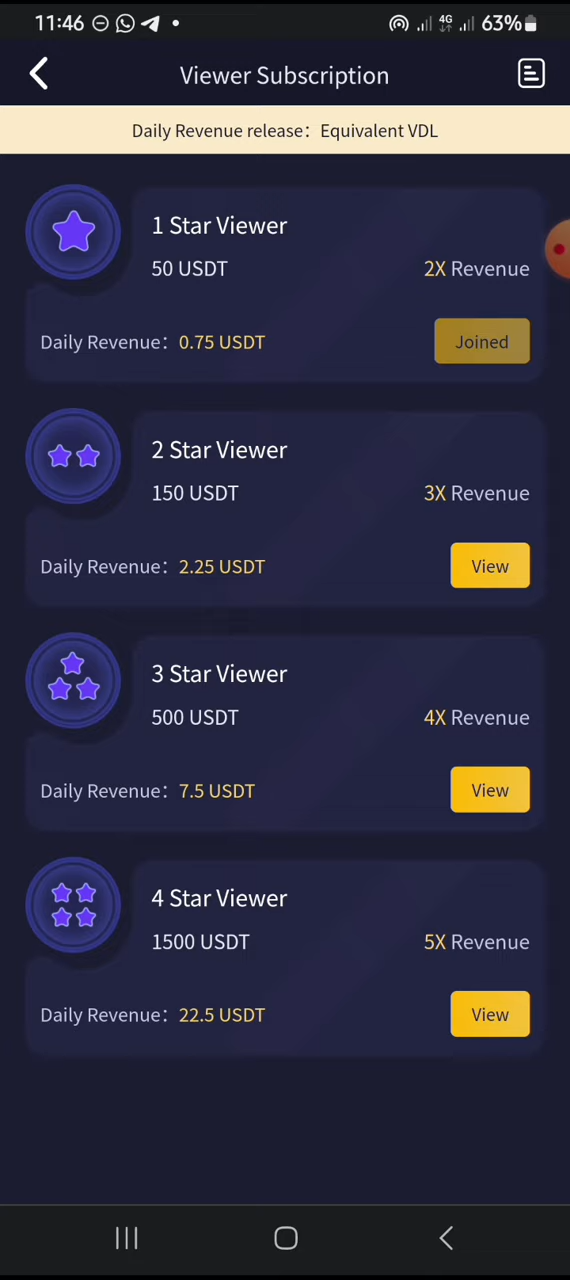 11:46
4G
63%
Viewer Subscription
Daily Revenue release： Equivalent VDL
1 Star Viewer
50 USDT
2X Revenue
Daily Revenue： 0.75 USDT
Joined
2 Star Viewer
150 USDT
3X Revenue
Daily Revenue： 2.25 USDT
View
3 Star Viewer
500 USDT
4X Revenue
Daily Revenue： 7.5 USDT
View
4 Star Viewer
1500 USDT
5X Revenue
Daily Revenue： 22.5 USDT
View